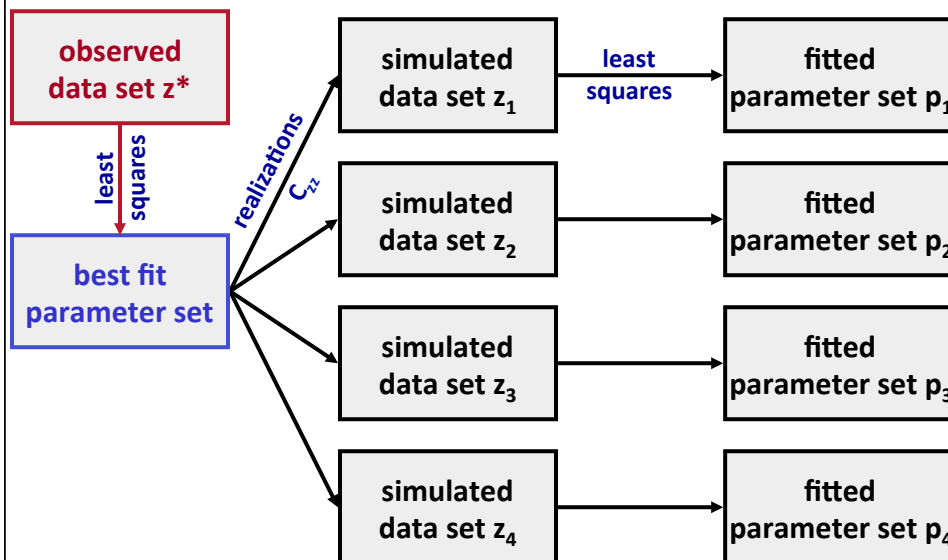 observed
data set z*
least
squares
best fit
parameter set
realizations
C_zz
simulated
data set z₁
least
squares
fitted
parameter set p₁
simulated
data set z₂
fitted
parameter set p₂
simulated
data set z₃
fitted
parameter set p₃
simulated
data set z₄
fitted
parameter set p₄